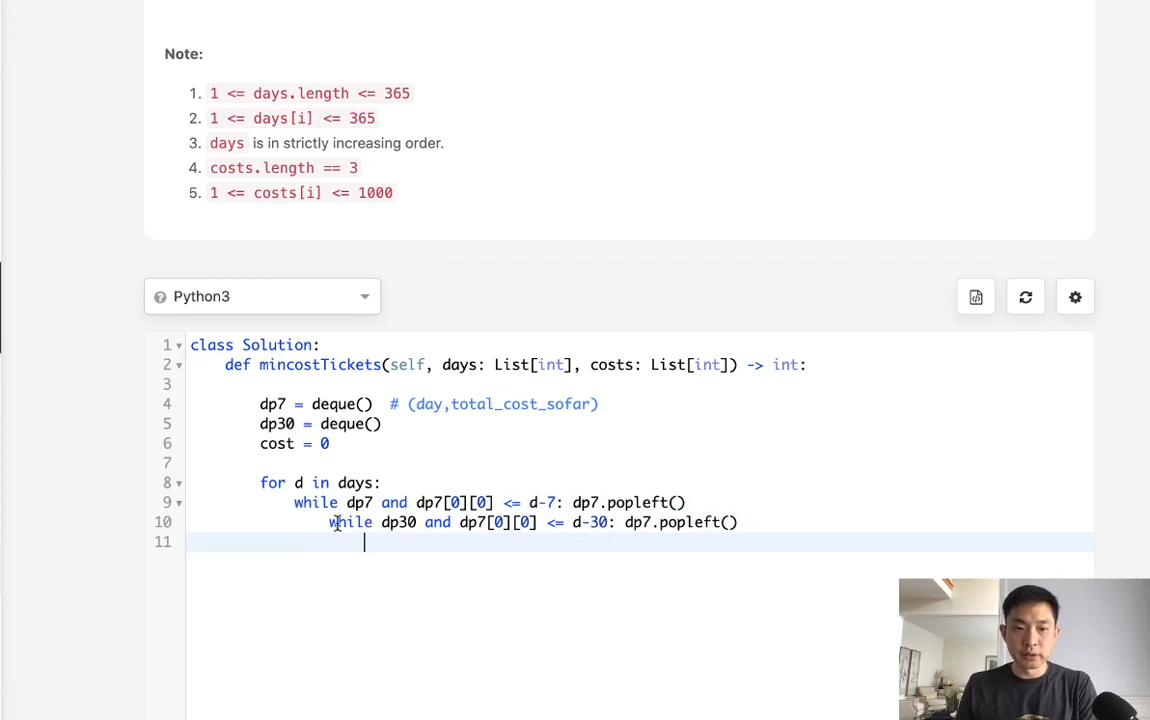 Note:
1. 1 <= days.length <= 365
2. 1 <= days[i] <= 365
3. days is in strictly increasing order.
4. costs.length == 3
5. 1 <= costs[i] <= 1000
Python3
1 class Solution:
2     def mincostTickets(self, days: List[int], costs: List[int]) -> int:
3
4         dp7 = deque()  # (day,total_cost_sofar)
5         dp30 = deque()
6         cost = 0
7
8         for d in days:
9             while dp7 and dp7[0][0] <= d-7: dp7.popleft()
10                 while dp30 and dp7[0][0] <= d-30: dp7.popleft()
11